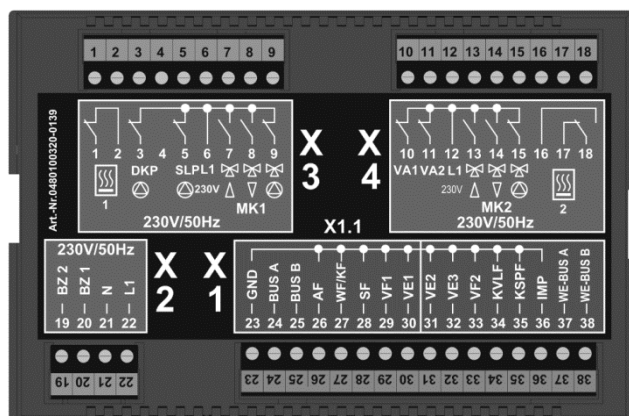 1 2 3 4 5 6 7 8 9
10 11 12 13 14 15 16 17 18
Art.-Nr.0480100320-0139
1 2 3 4 5 6 7 8 9
DKP SLP L1
230V
1
MK1
230V/50Hz
X
3
X
4
10 11 12 13 14 15 16 17 18
VA1 VA2 L1
230V
MK2
2
230V/50Hz
X1.1
230V/50Hz
BZ 2
BZ 1
N
L1
19 20 21 22
X
2
X
1
GND
BUS A
BUS B
AF
WF/KF
SF
VF1
VE1
VE2
VE3
VF2
KVLF
KSPF
IMP
WE-BUS A
WE-BUS B
23 24 25 26 27 28 29 30 31 32 33 34 35 36 37 38
19 20 21 22
23 24 25 26 27 28 29 30 31 32 33 34 35 36 37 38